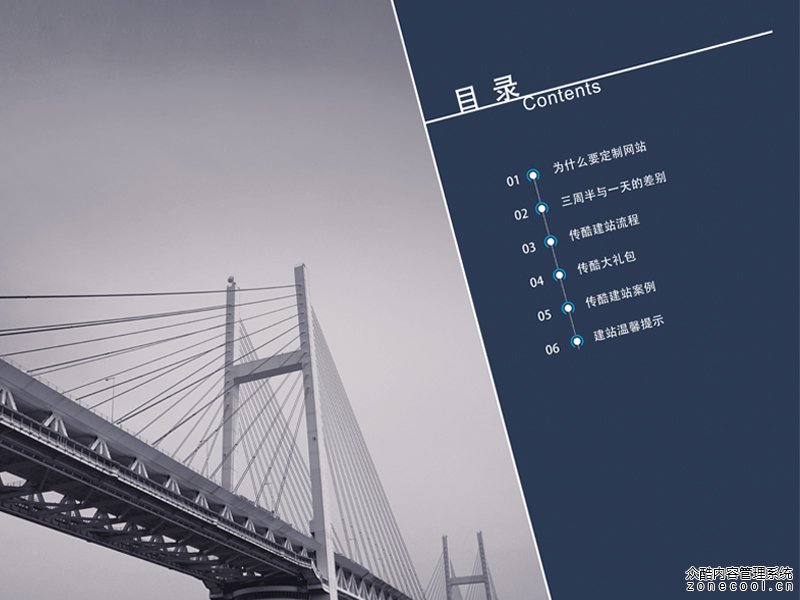 目录
Contents
01 为什么要定制网站
02 三周半与一天的差别
03 传酷建站流程
04 传酷大礼包
05 传酷建站案例
06 建站温馨提示
众酷内容管理系统
zonecool.cn